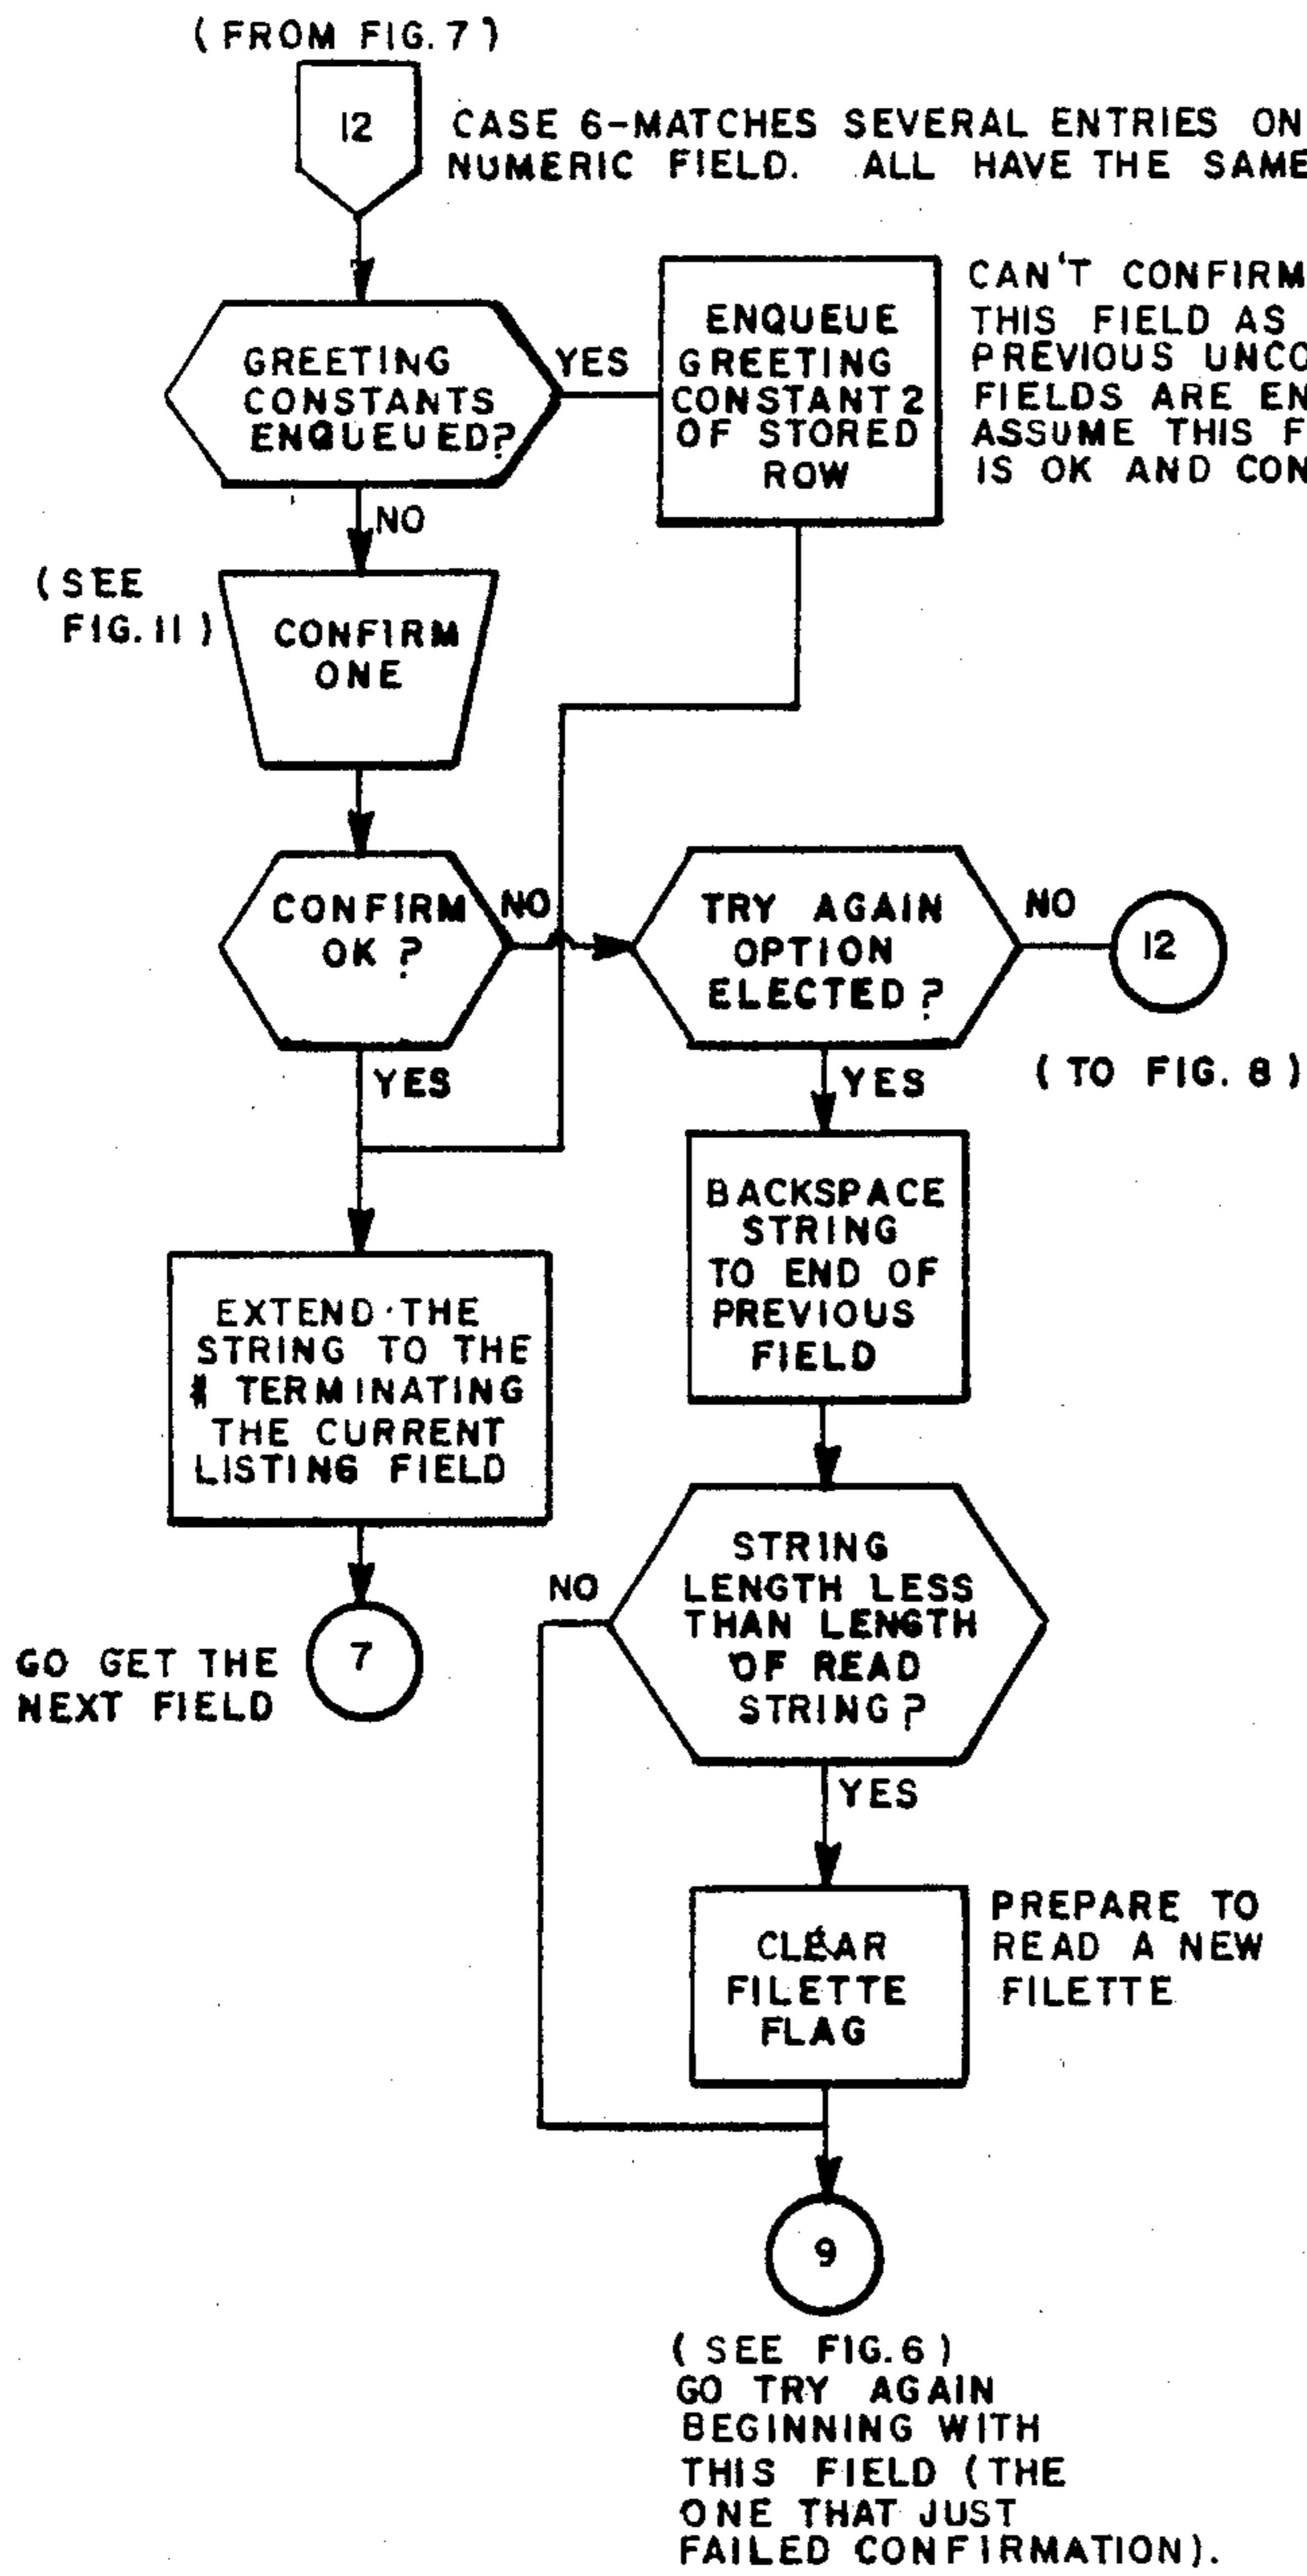 ( FROM FIG. 7 )
12
CASE 6-MATCHES SEVERAL ENTRIES ON
NUMERIC FIELD. ALL HAVE THE SAME
GREETING
CONSTANTS
ENQUEUED?
YES
ENQUEUE
GREETING
CONSTANT 2
OF STORED
ROW
CAN'T CONFIRM
THIS FIELD AS
PREVIOUS UNCO
FIELDS ARE EN
ASSUME THIS F
IS OK AND CON
NO
( SEE
FIG. 11 )
CONFIRM
ONE
CONFIRM
OK ?
NO
TRY AGAIN
OPTION
ELECTED ?
NO
12
( TO FIG. 8 )
YES
YES
BACKSPACE
STRING
TO END OF
PREVIOUS
FIELD
EXTEND THE
STRING TO THE
# TERMINATING
THE CURRENT
LISTING FIELD
GO GET THE
NEXT FIELD
7
STRING
LENGTH LESS
THAN LENGTH
OF READ
STRING ?
NO
YES
CLEAR
FILETTE
FLAG
PREPARE TO
READ A NEW
FILETTE
9
( SEE FIG. 6 )
GO TRY AGAIN
BEGINNING WITH
THIS FIELD ( THE
ONE THAT JUST
FAILED CONFIRMATION ).